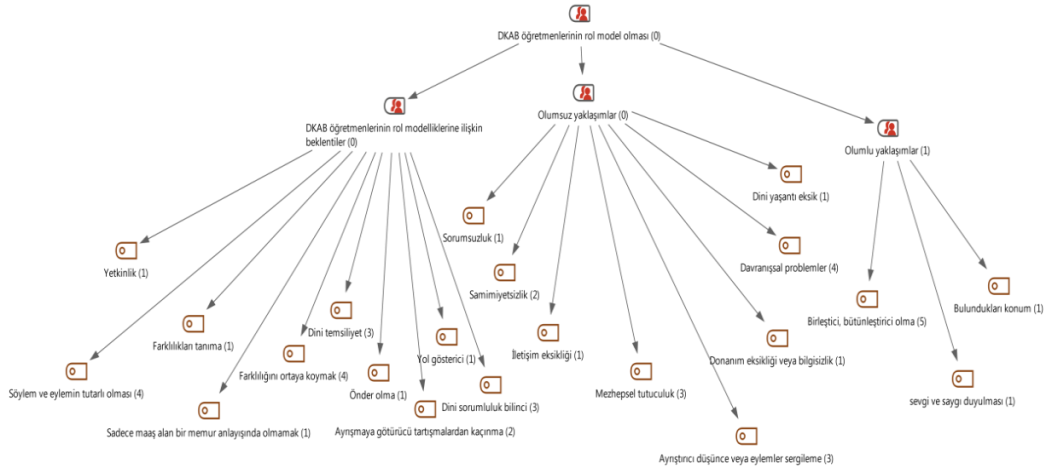 DKAB öğretmenlerinin rol model olması (0)
DKAB öğretmenlerinin rol modelliklerine ilişkin
beklentiler (0)
Olumsuz yaklaşımlar (0)
Olumlu yaklaşımlar (1)
Yetkinlik (1)
Söylem ve eylemin tutarlı olması (4)
Farklılıkları tanıma (1)
Sadece maaş alan bir memur anlayışında olmamak (1)
Farklılığını ortaya koymak (4)
Dini temsiliyet (3)
Önder olma (1)
Ayrışmaya götürücü tartışmalardan kaçınma (2)
Yol gösterici (1)
Dini sorumluluk bilinci (3)
Sorumsuzluk (1)
Samimiyetsizlik (2)
İletişim eksikliği (1)
Mezhepsel tutuculuk (3)
Ayrıştırıcı düşünce veya eylemler sergileme (3)
Donanım eksikliği veya bilgisizlik (1)
Davranışsal problemler (4)
Dini yaşantı eksik (1)
Birleştici, bütünleştirici olma (5)
sevgi ve saygı duyulması (1)
Bulundukları konum (1)